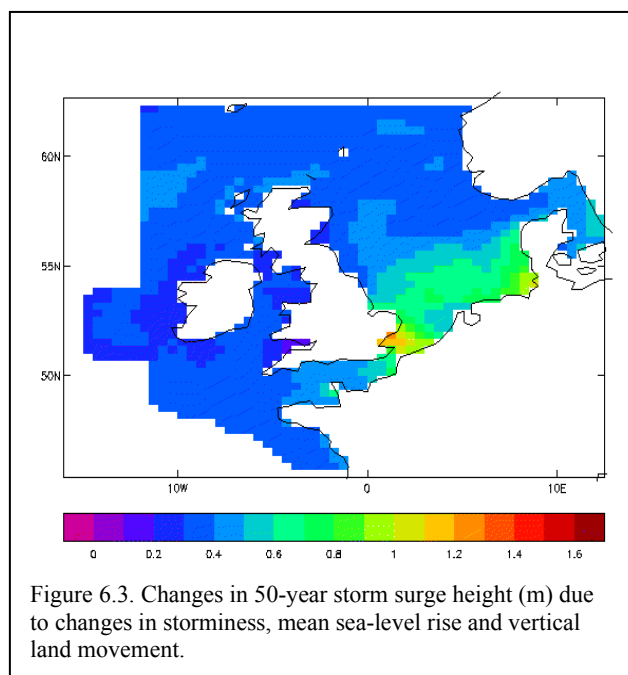 60N
55N
50N
10W 0 10E
0 0.2 0.4 0.6 0.8 1 1.2 1.4 1.6
Figure 6.3. Changes in 50-year storm surge height (m) due
to changes in storminess, mean sea-level rise and vertical
land movement.